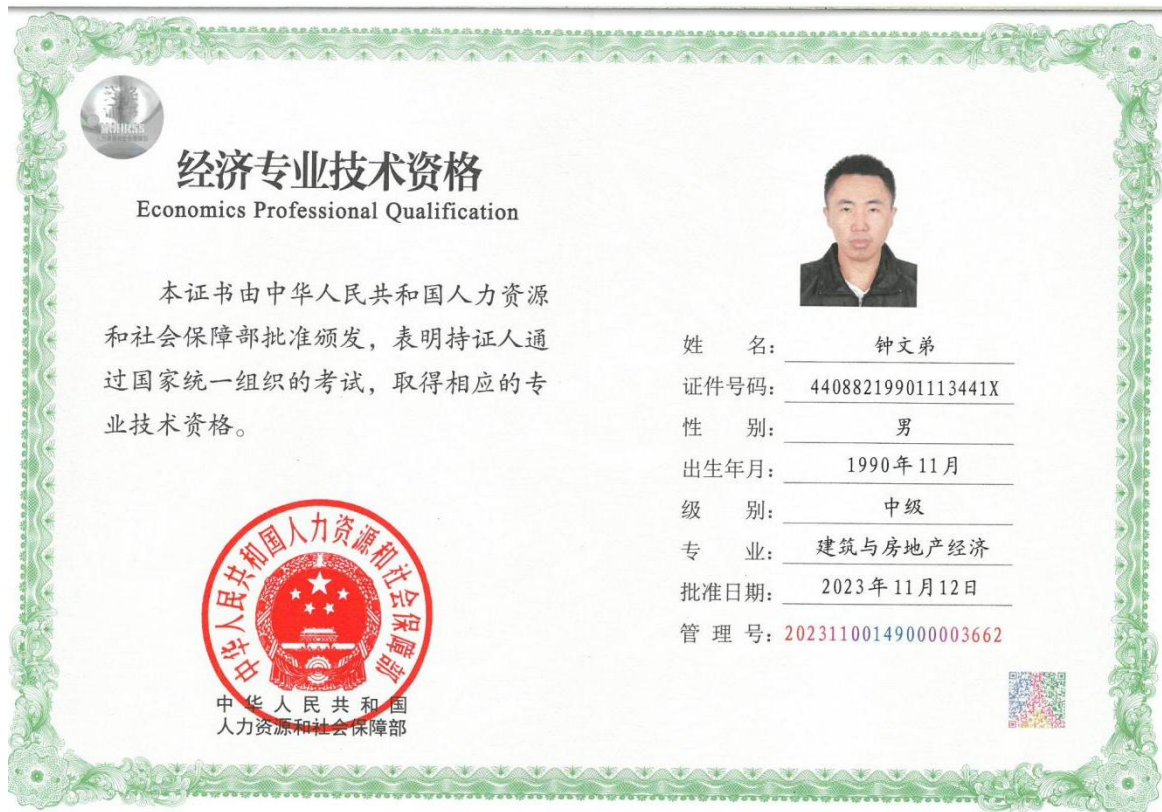 MOHRSS
经济专业技术资格
Economics Professional Qualification
本证书由中华人民共和国人力资源
和社会保障部批准颁发，表明持证人通
过国家统一组织的考试，取得相应的专
业技术资格。
中华人民共和国人力资源和社会保障部
中华人民共和国
人力资源和社会保障部
姓 名：钟文弟
证件号码：44088219901113441X
性 别：男
出生年月：1990年11月
级 别：中级
专 业：建筑与房地产经济
批准日期：2023年11月12日
管 理 号：20231100149000003662